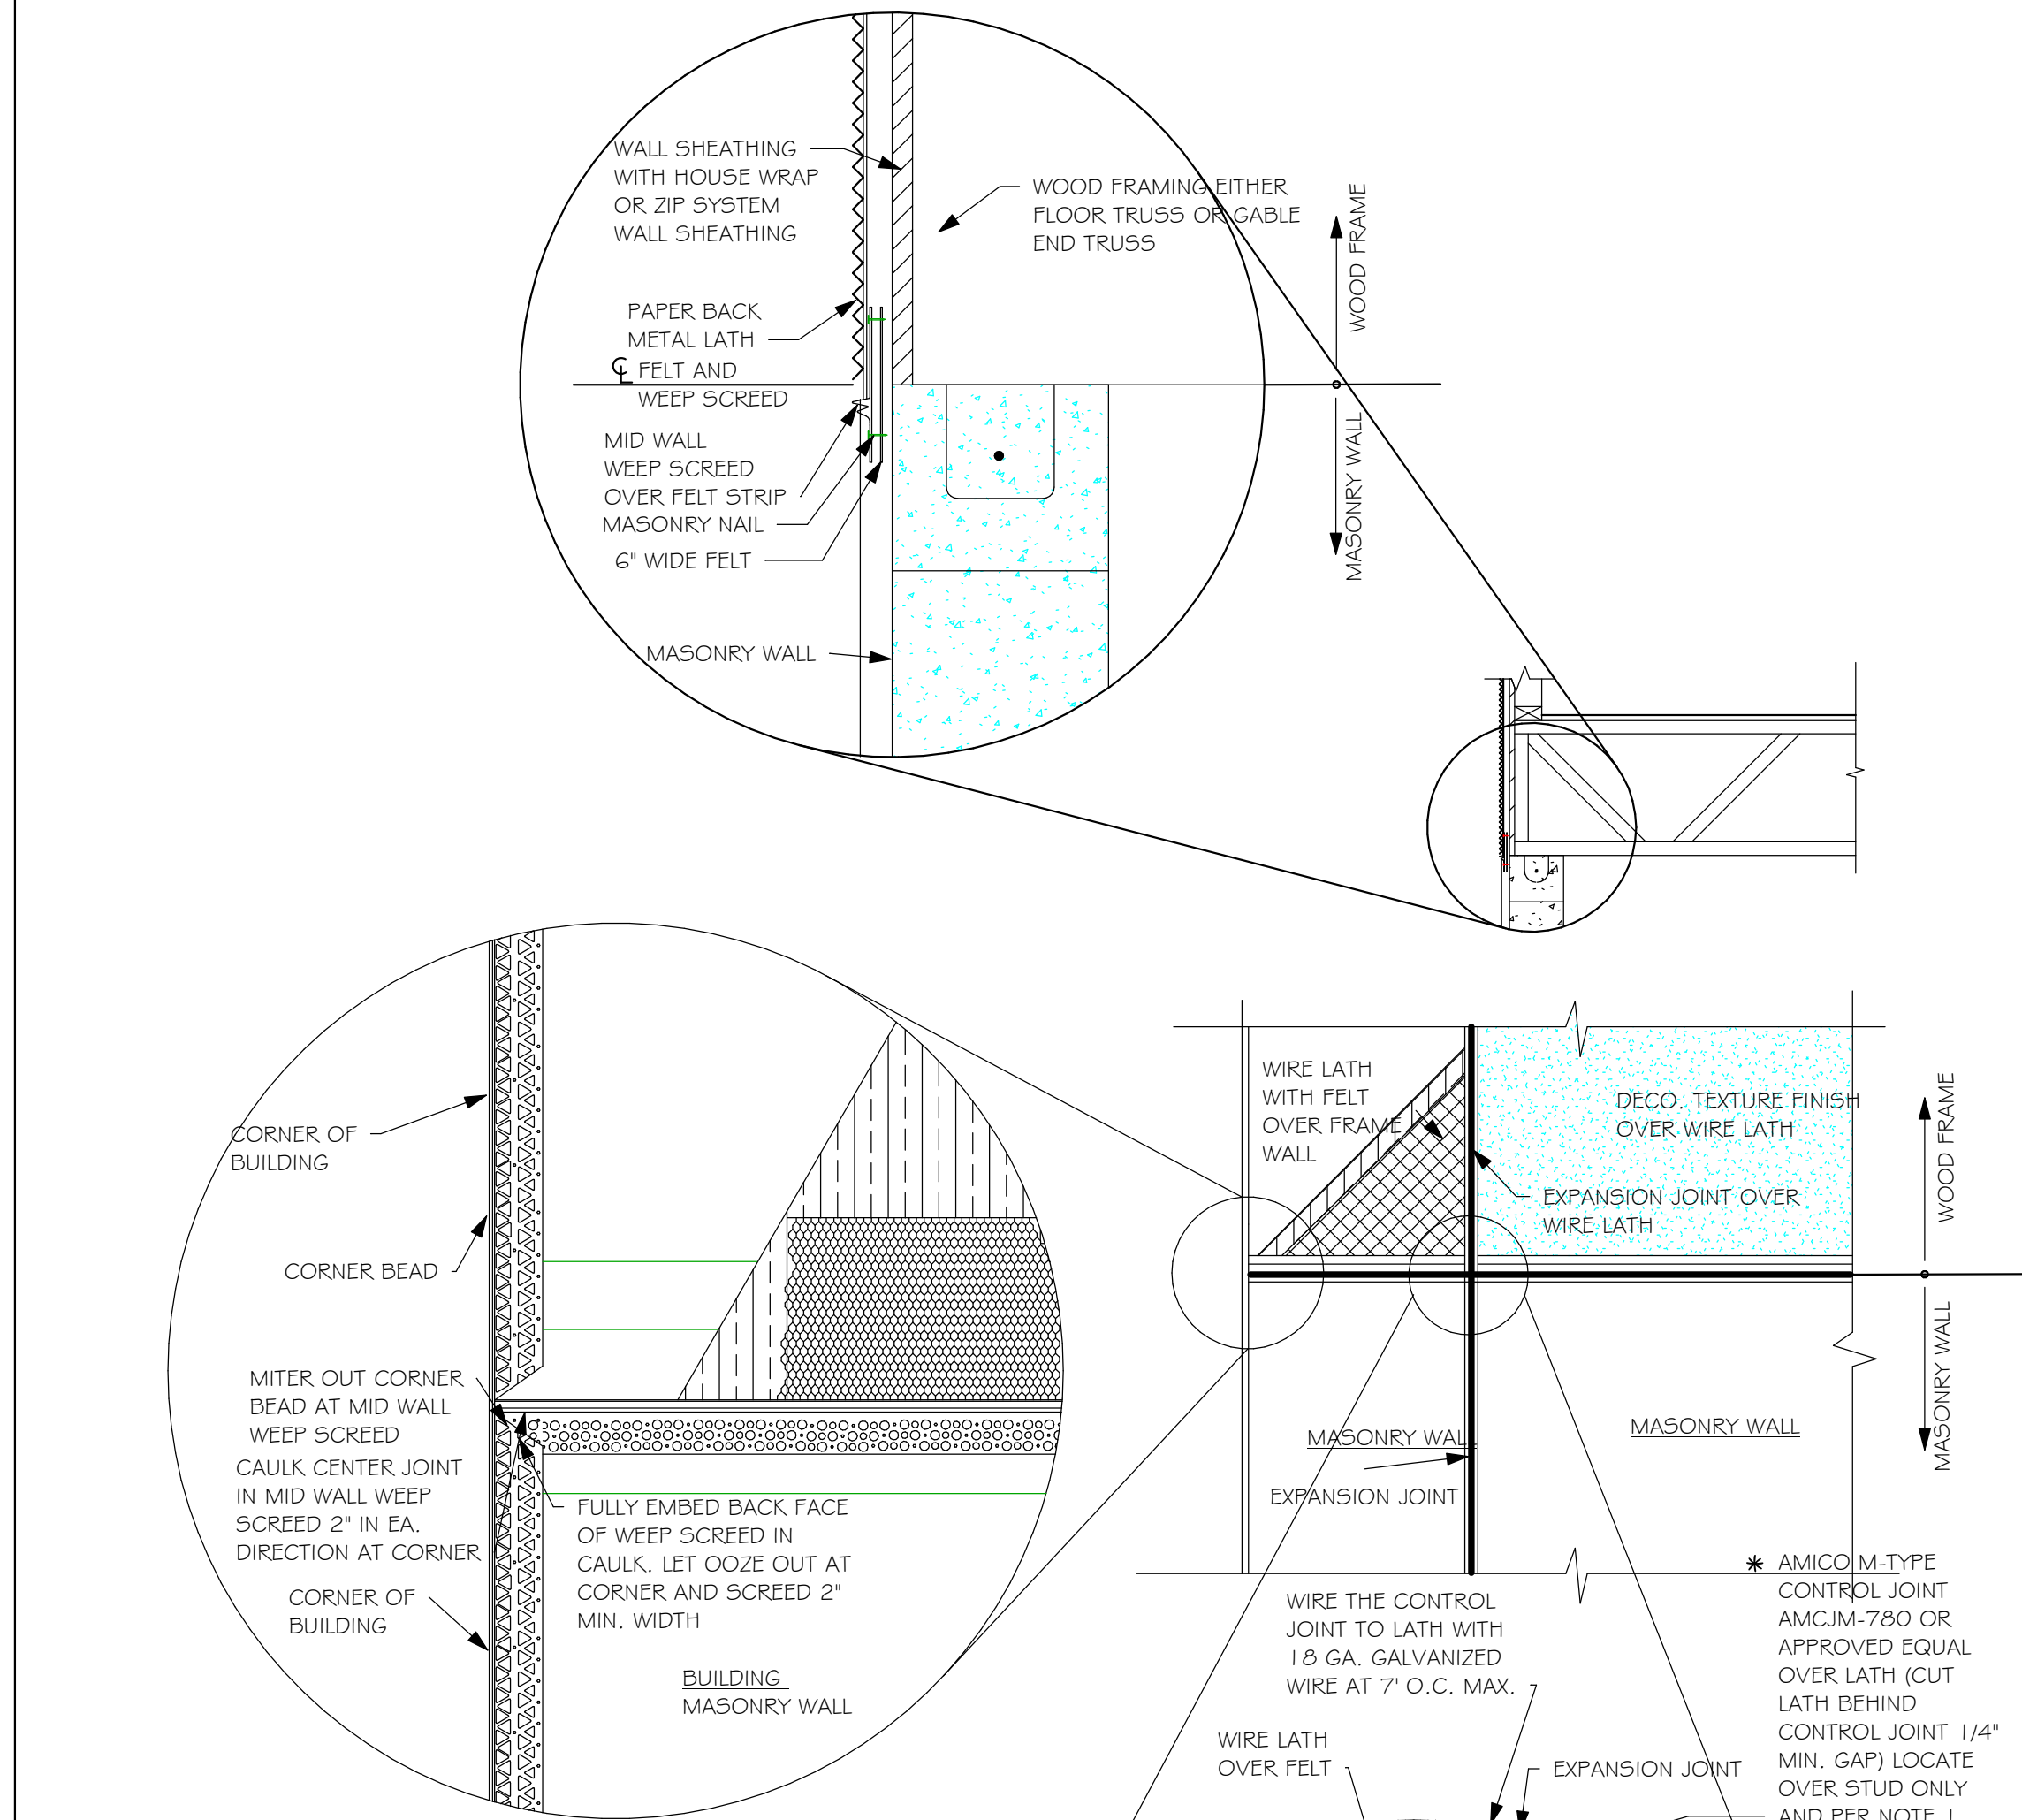 WALL SHEATHING
WITH HOUSE WRAP
OR ZIP SYSTEM
WALL SHEATHING
WOOD FRAMING EITHER
FLOOR TRUSS OR GABLE
END TRUSS
WOOD FRAME
PAPER BACK
METAL LATH
℄ FELT AND
WEEP SCREED
MID WALL
WEEP SCREED
OVER FELT STRIP
MASONRY NAIL
6" WIDE FELT
MASONRY WALL
MASONRY WALL
CORNER OF
BUILDING
CORNER BEAD
MITER OUT CORNER
BEAD AT MID WALL
WEEP SCREED
CAULK CENTER JOINT
IN MID WALL WEEP
SCREED 2" IN EA.
DIRECTION AT CORNER
CORNER OF
BUILDING
FULLY EMBED BACK FACE
OF WEEP SCREED IN
CAULK. LET OOZE OUT AT
CORNER AND SCREED 2"
MIN. WIDTH
BUILDING
MASONRY WALL
WIRE LATH
WITH FELT
OVER FRAME
WALL
DECO. TEXTURE FINISH
OVER WIRE LATH
EXPANSION JOINT OVER
WIRE LATH
WOOD FRAME
MASONRY WALL
MASONRY WALL
MASONRY WALL
EXPANSION JOINT
WIRE THE CONTROL
JOINT TO LATH WITH
18 GA. GALVANIZED
WIRE AT 7' O.C. MAX.
WIRE LATH
OVER FELT
EXPANSION JOINT
* AMICO M-TYPE
CONTROL JOINT
AMCJM-780 OR
APPROVED EQUAL
OVER LATH (CUT
LATH BEHIND
CONTROL JOINT 1/4"
MIN. GAP) LOCATE
OVER STUD ONLY
AND PER NOTE 1